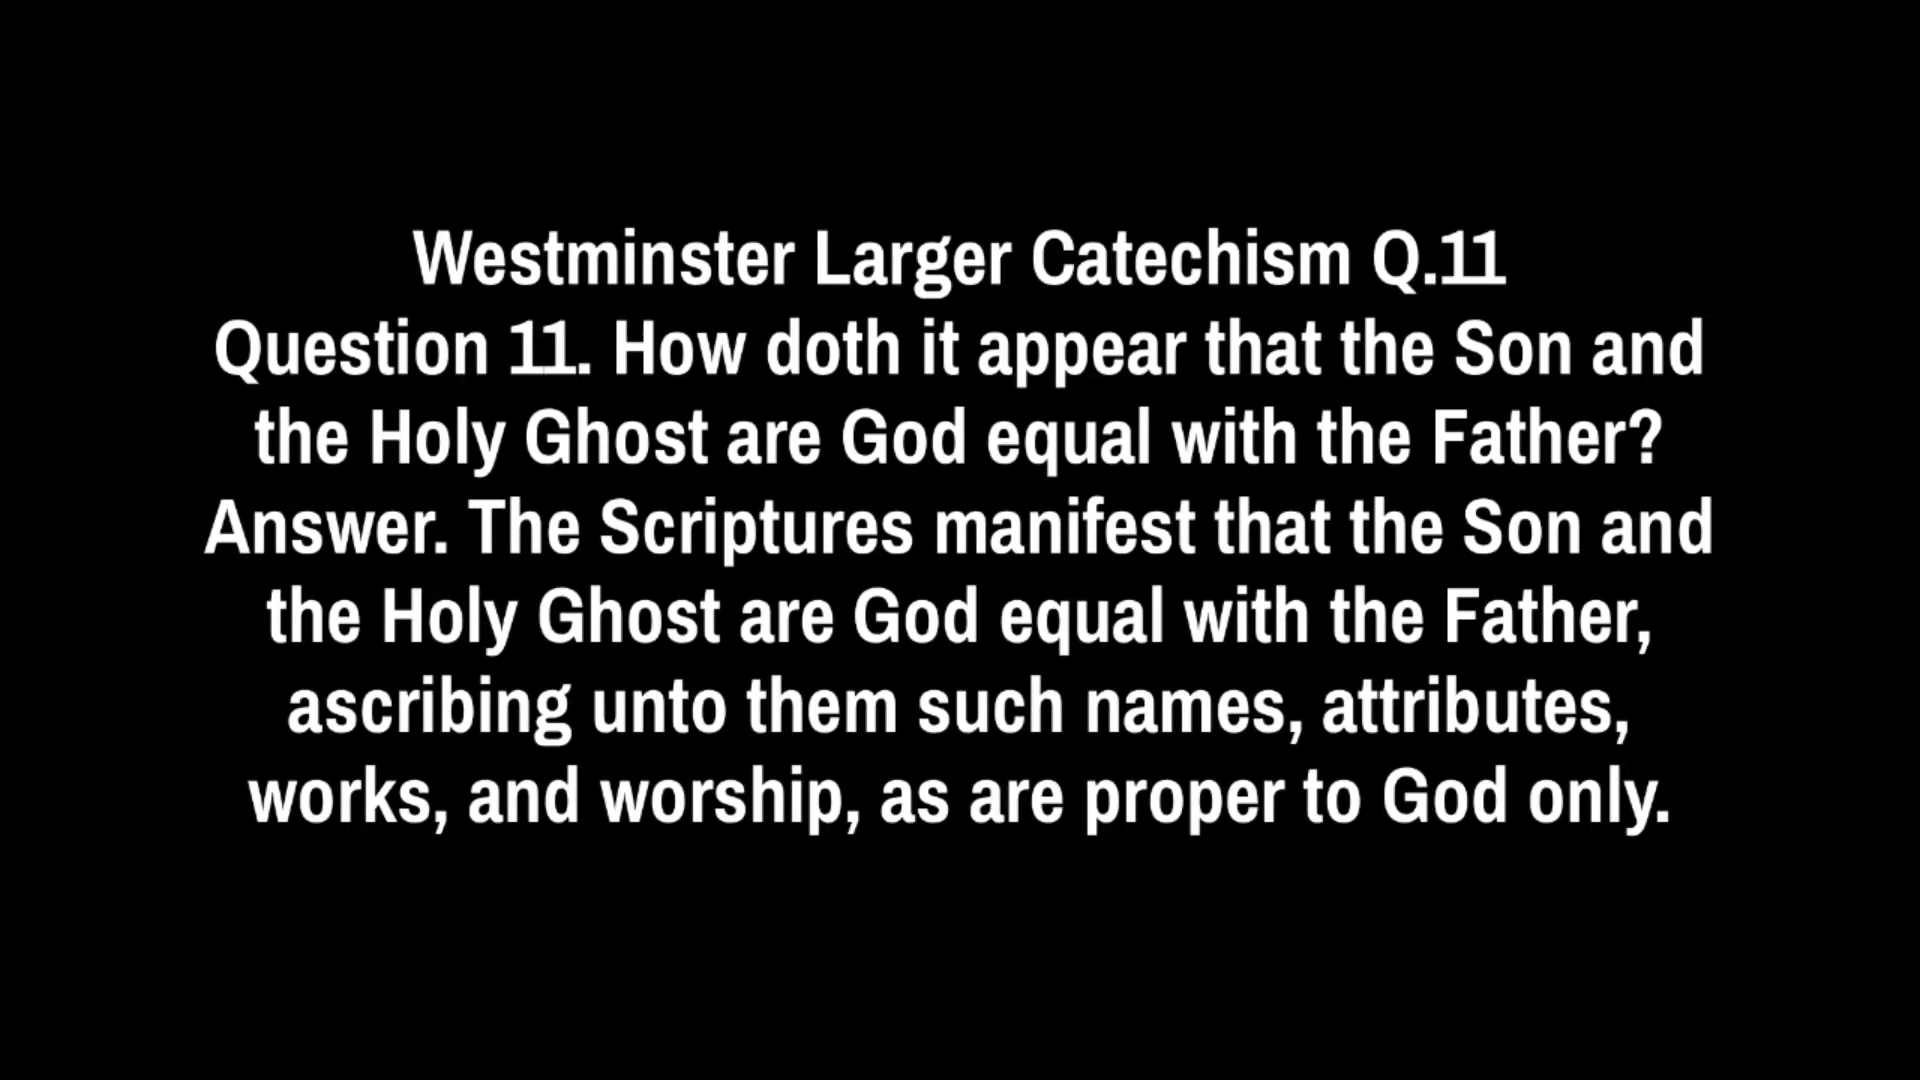 Westminster Larger Catechism Q.11
Question 11. How doth it appear that the Son and
the Holy Ghost are God equal with the Father?
Answer. The Scriptures manifest that the Son and
the Holy Ghost are God equal with the Father,
ascribing unto them such names, attributes,
works, and worship, as are proper to God only.